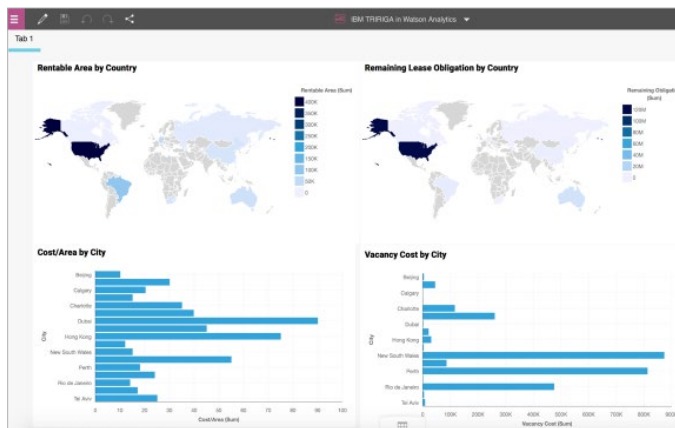 IBM TRIRIGA in Watson Analytics
Tab 1
Rentable Area by Country
Rentable Area (Sum)
400K
350K
300K
250K
200K
150K
100K
50K
0
Remaining Lease Obligation by Country
Remaining Obligatio
(Sum)
120M
100M
80M
60M
40M
20M
0
Cost/Area by City
City
Beijing
Calgary
Charlotte
Dubai
Hong Kong
New South Wales
Perth
Rio de Janeiro
Tel Aviv
0 10 20 30 40 50 60 70 80 90 100
Cost/Area (Sum)
Vacancy Cost by City
City
Beijing
Calgary
Charlotte
Dubai
Hong Kong
New South Wales
Perth
Rio de Janeiro
Tel Aviv
0 100K 200K 300K 400K 500K 600K 700K 800K 900K
Vacancy Cost (Sum)